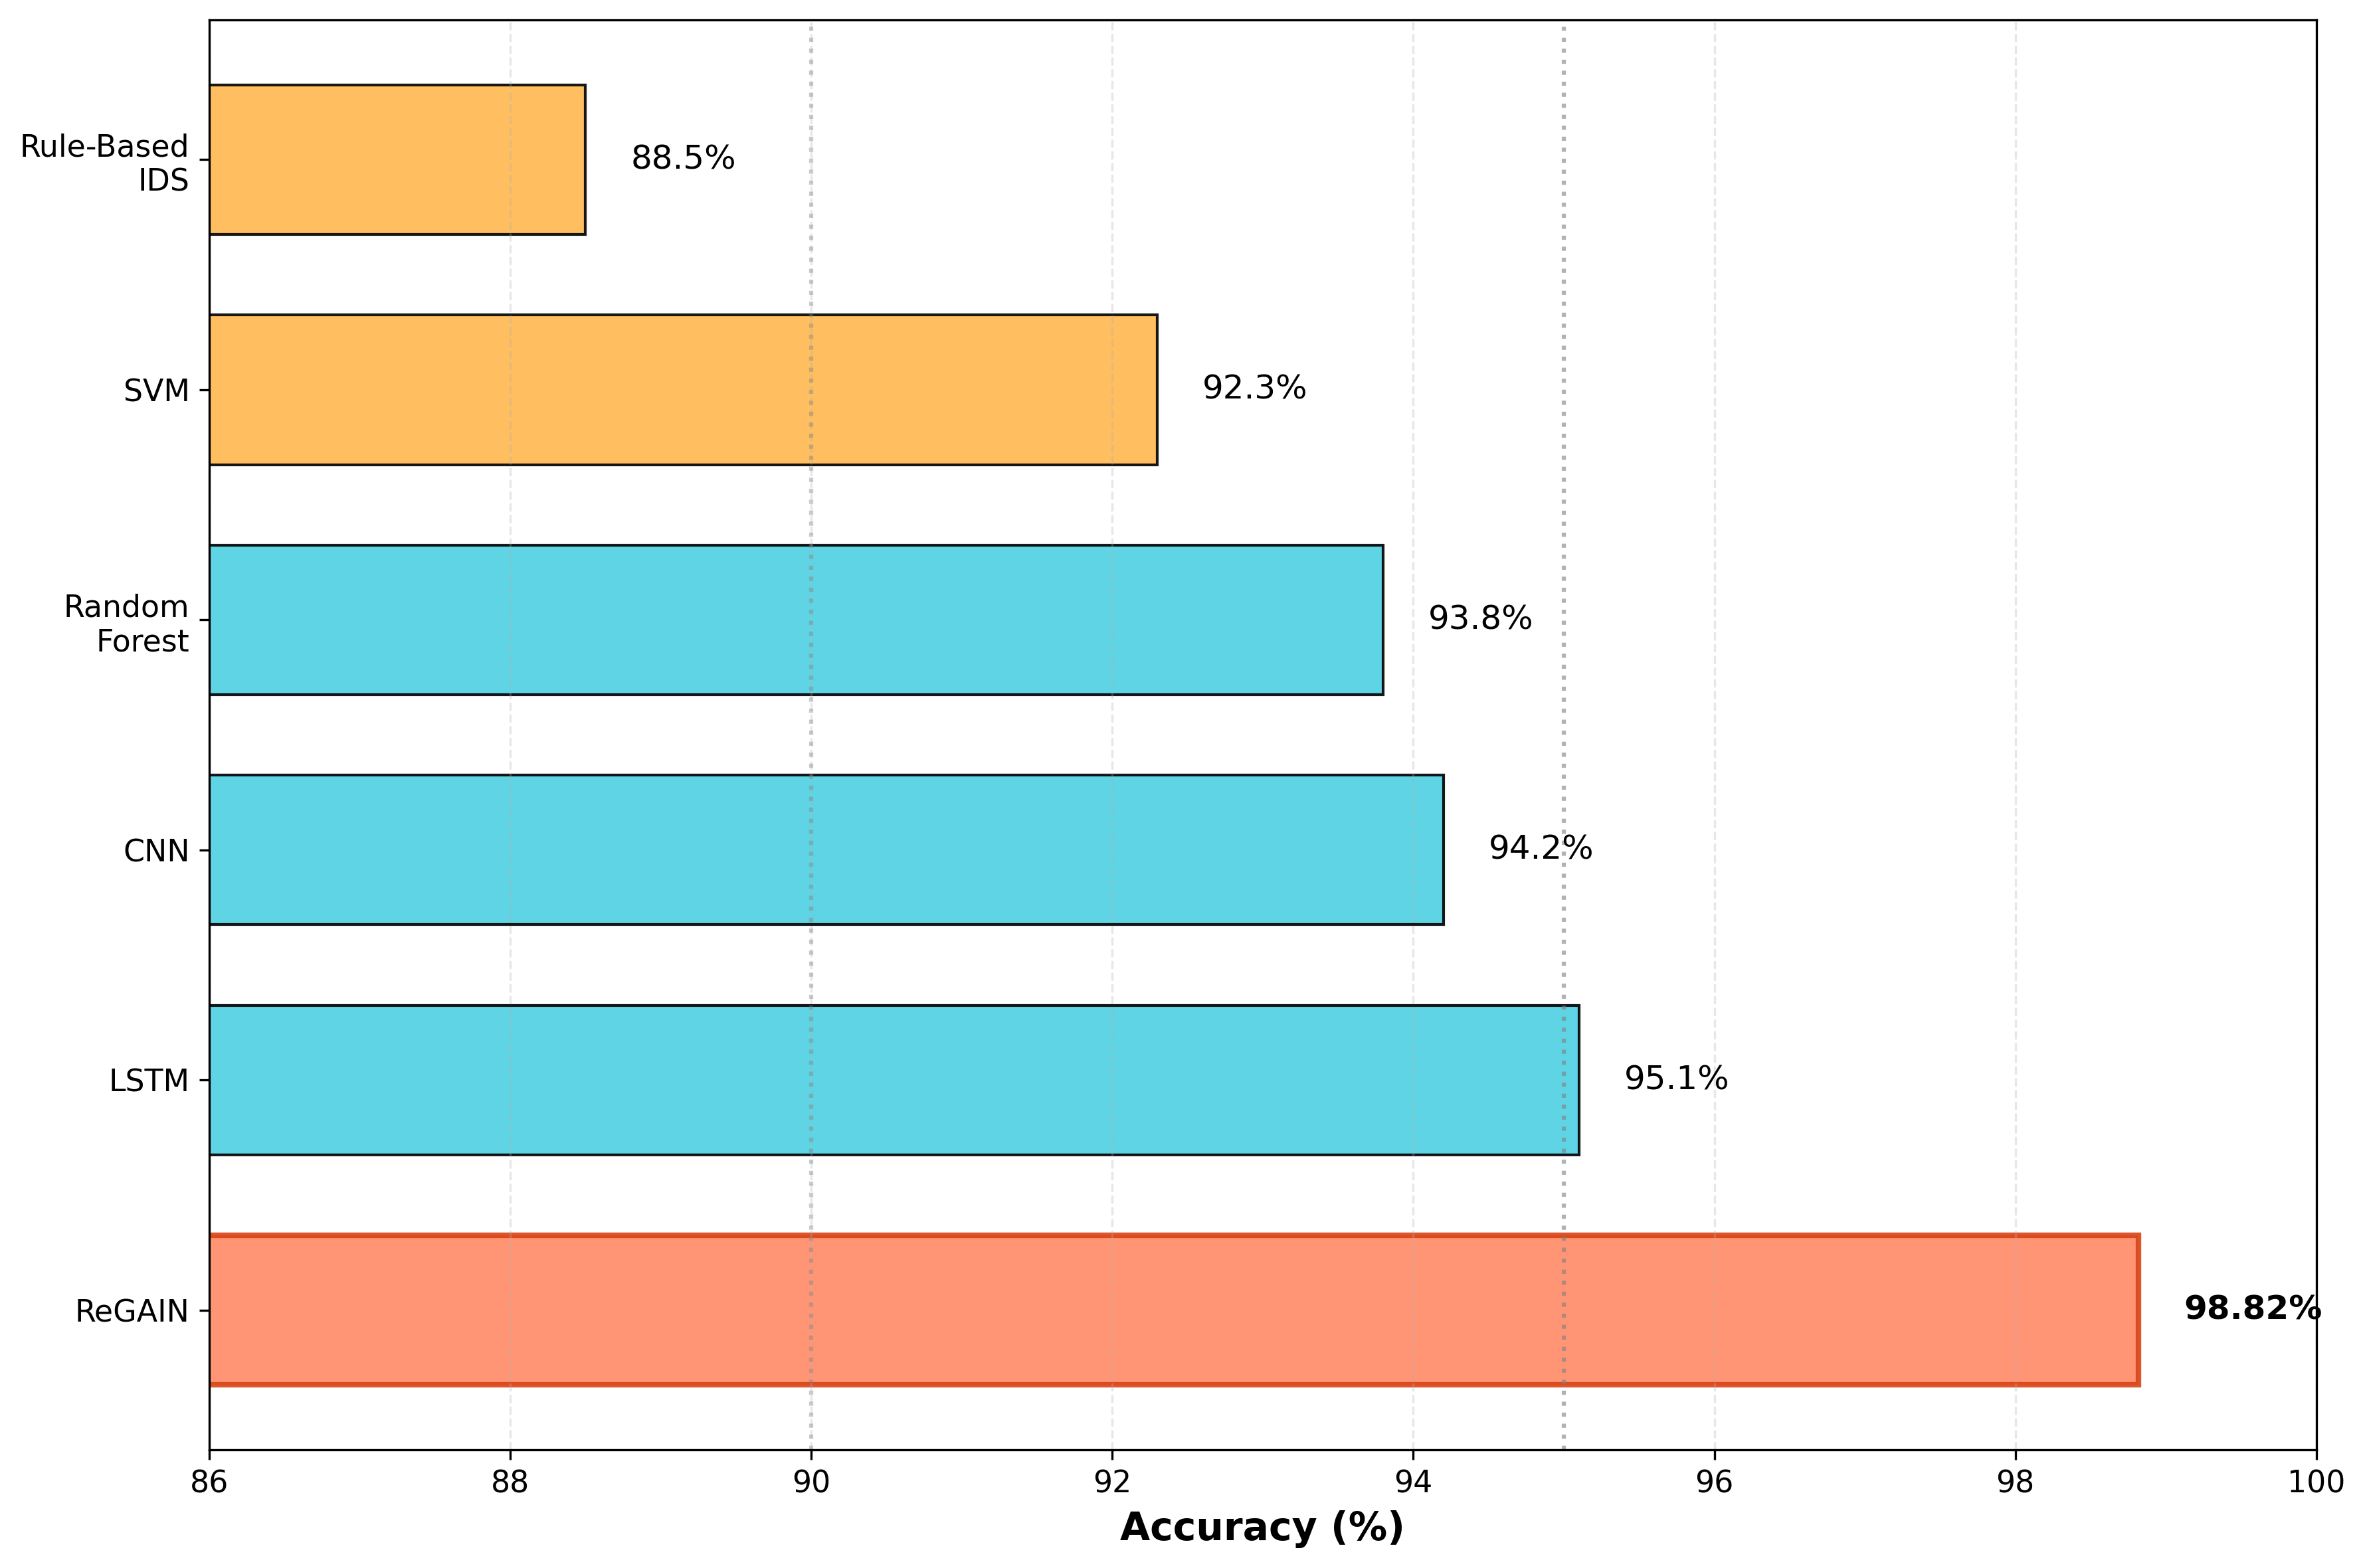 Rule-Based
IDS
88.5%
SVM
92.3%
Random
Forest
93.8%
CNN
94.2%
LSTM
95.1%
ReGAIN
98.82%
86
88
90
92
94
96
98
100
Accuracy (%)